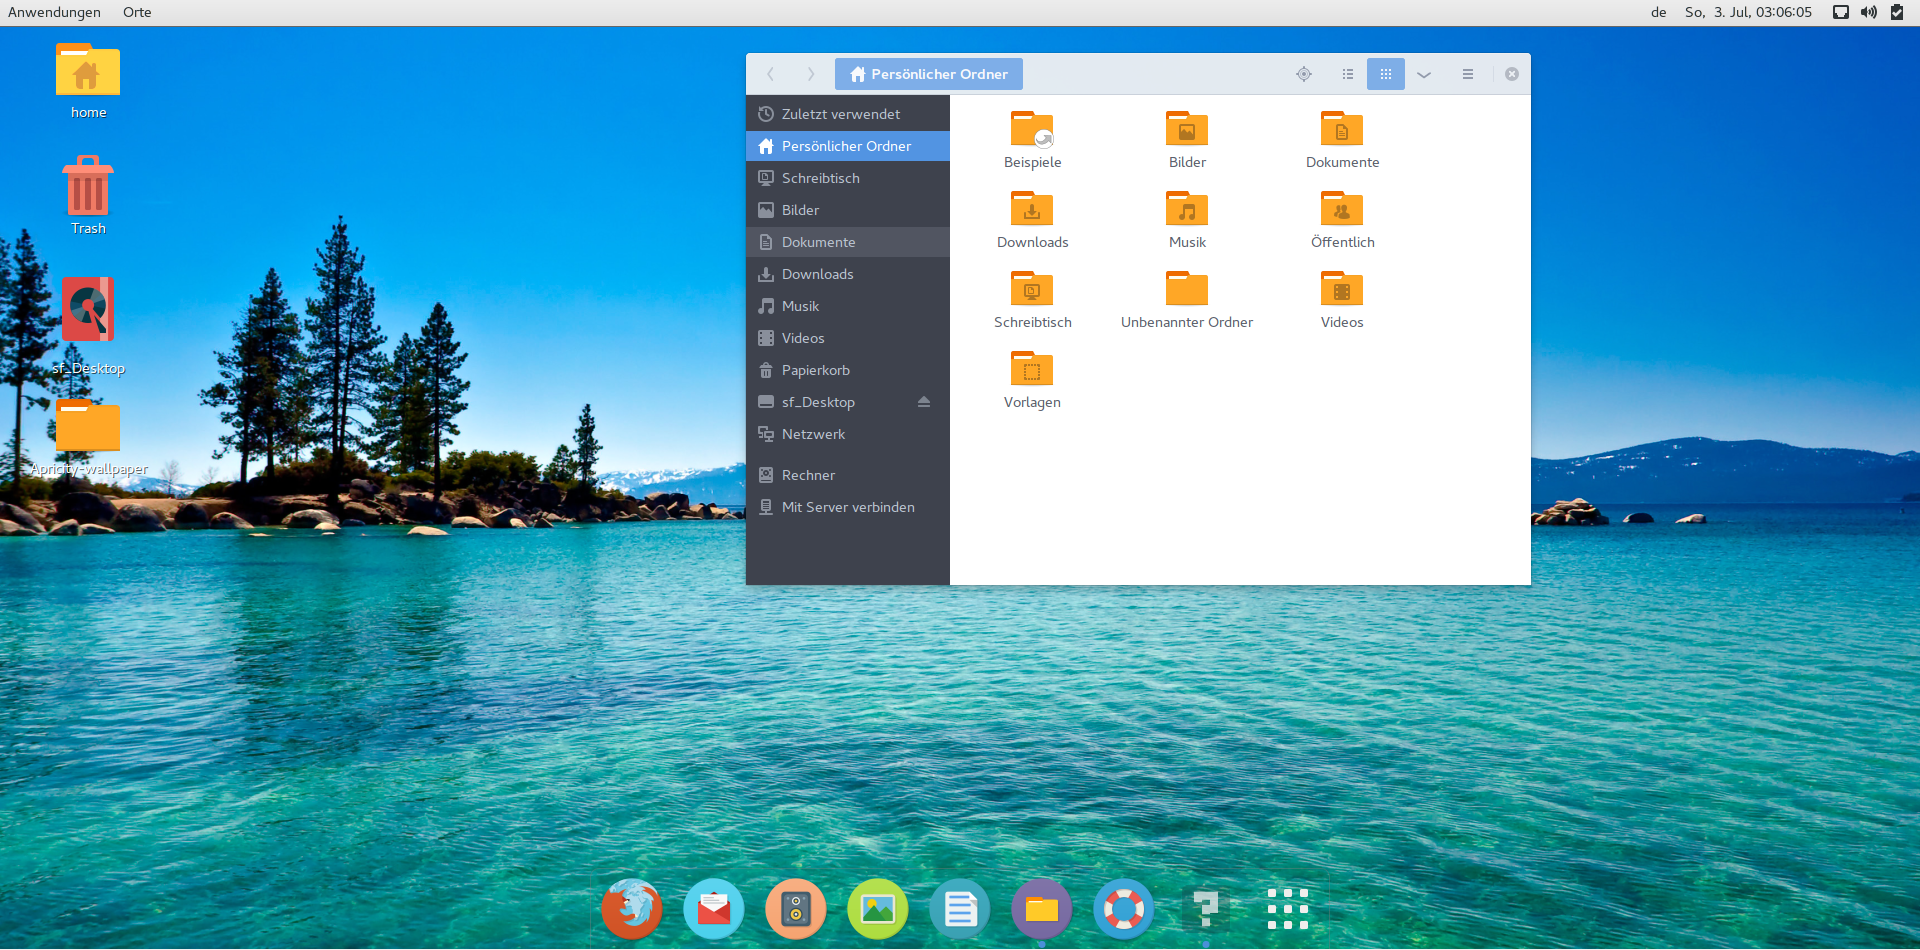 Anwendungen Orte de So, 3. Jul, 03:06:05
home
Trash
sf_Desktop
Apricity-wallpaper
Persönlicher Ordner
Zuletzt verwendet
Persönlicher Ordner
Schreibtisch
Bilder
Dokumente
Downloads
Musik
Videos
Papierkorb
sf_Desktop
Netzwerk
Rechner
Mit Server verbinden
Beispiele Bilder Dokumente
Downloads Musik Öffentlich
Schreibtisch Unbenannter Ordner Videos
Vorlagen
?